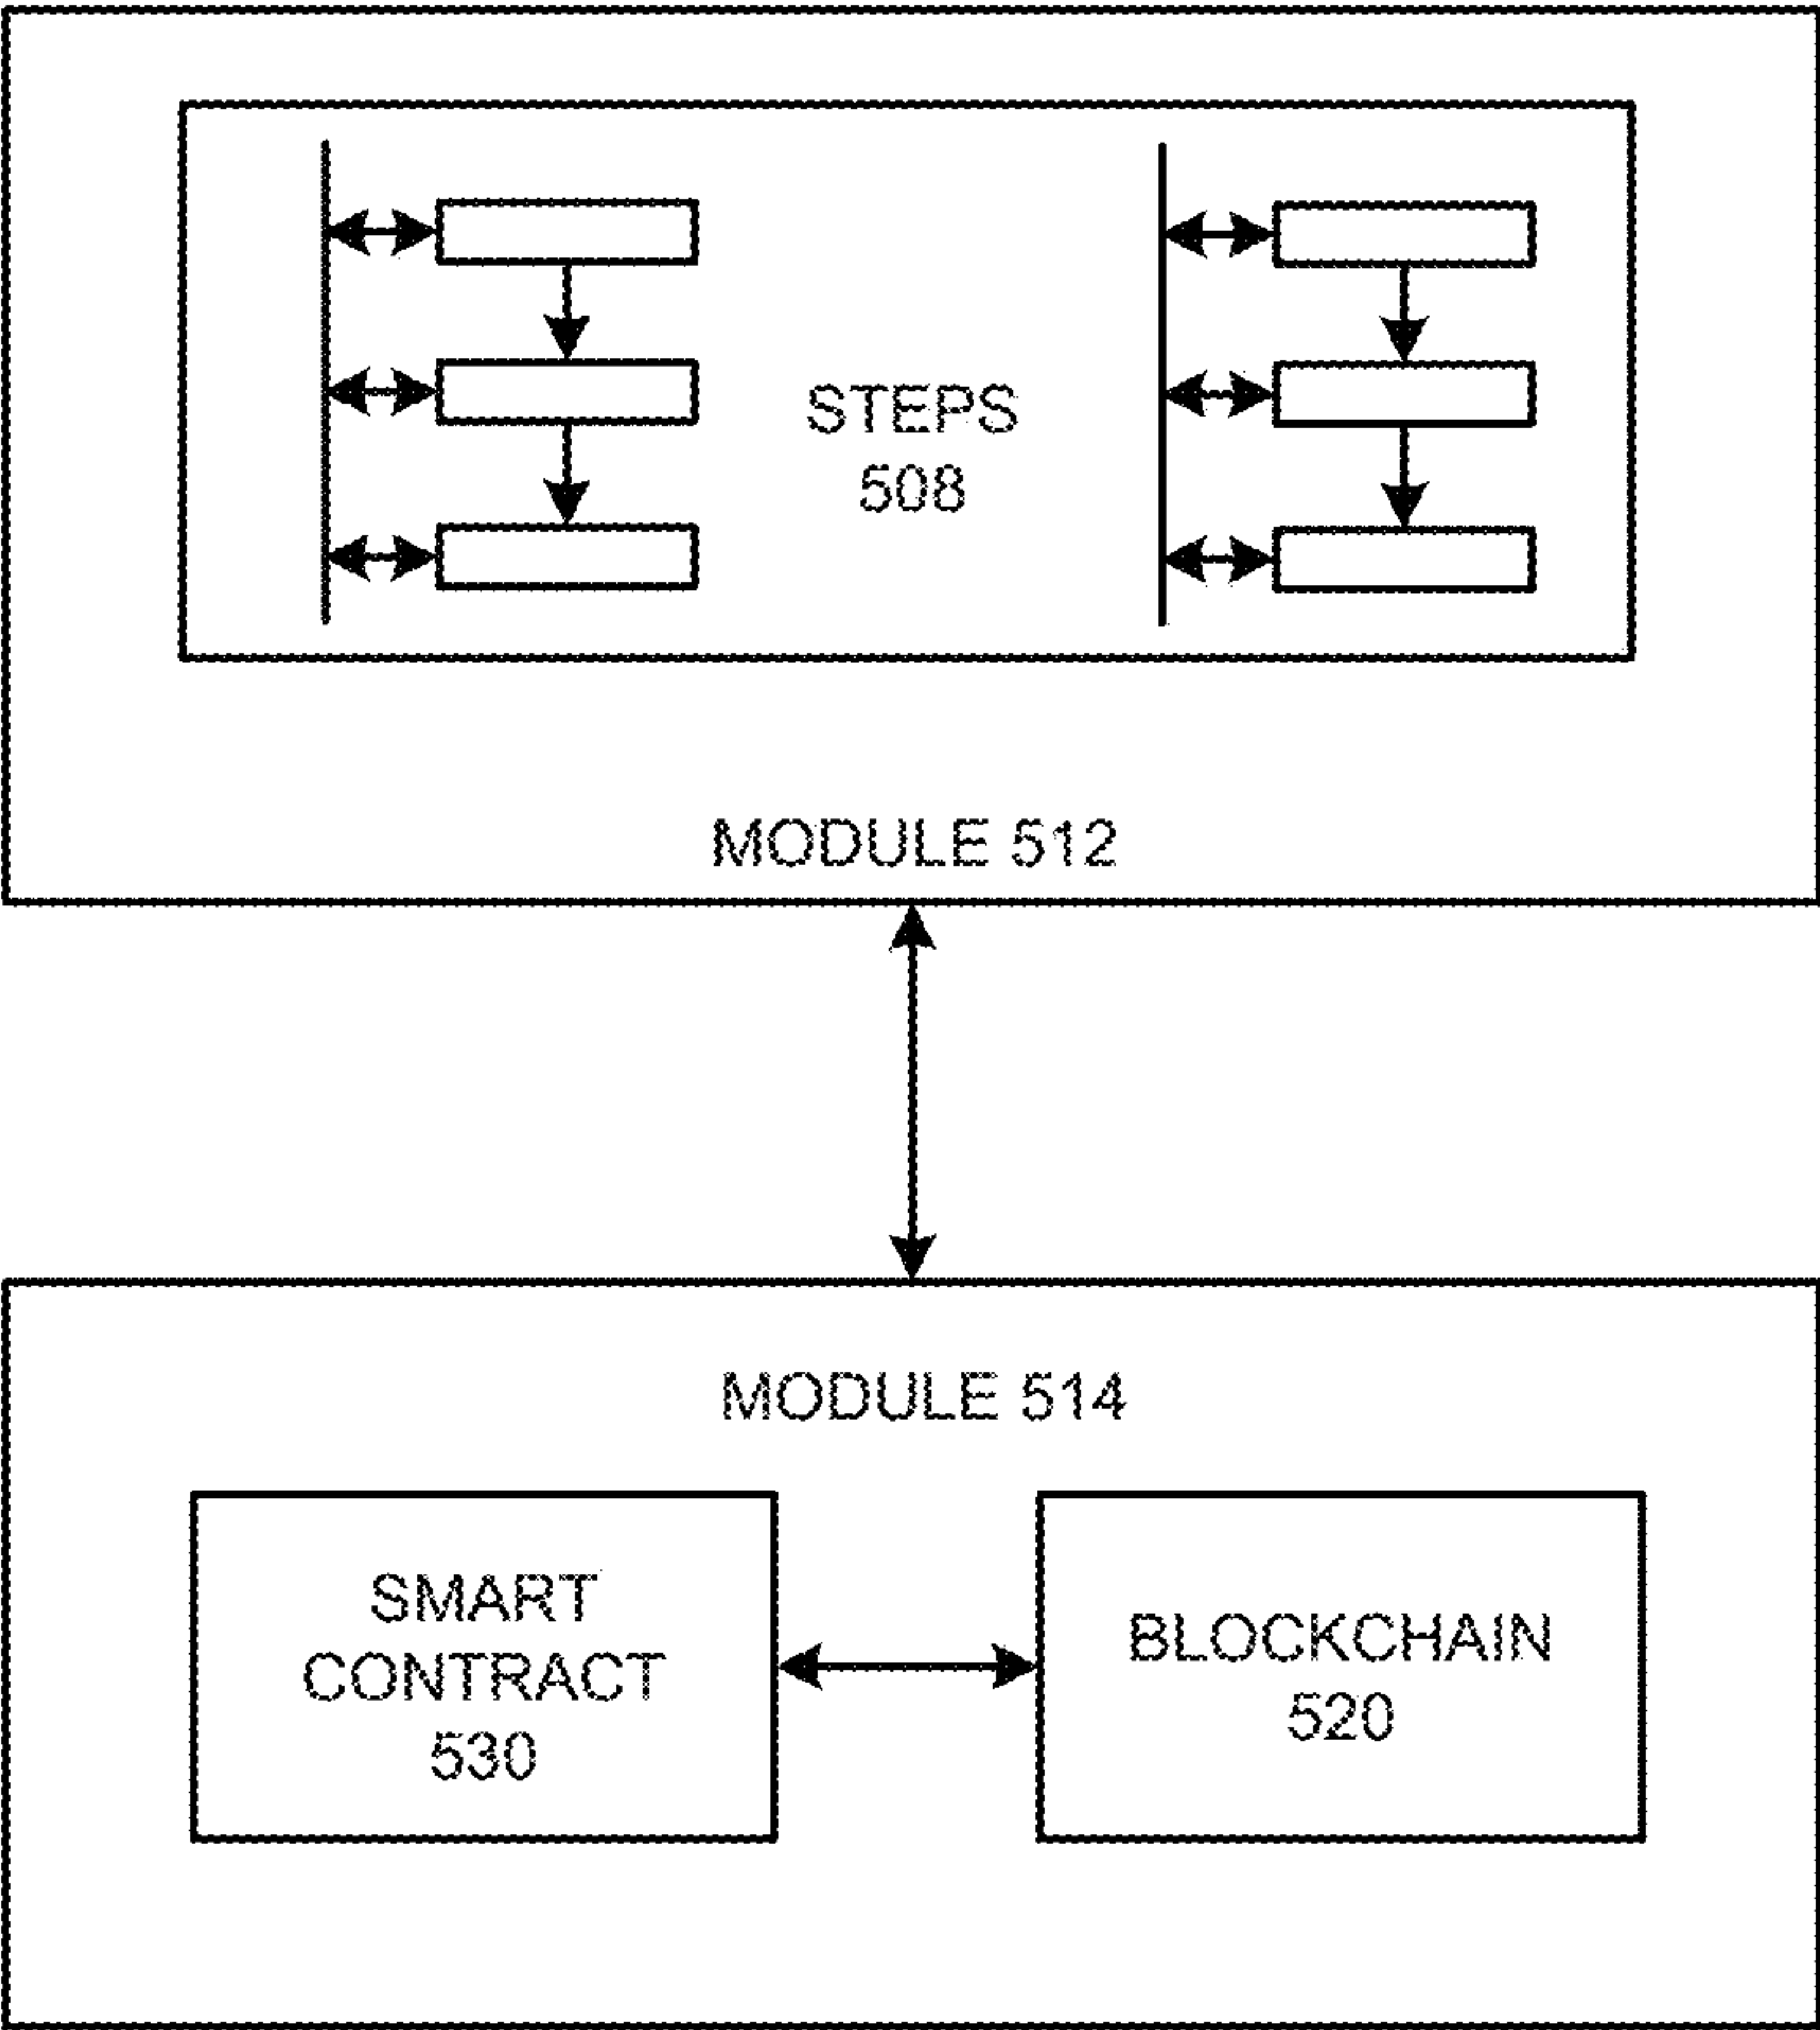 STEPS
508
MODULE 512
MODULE 514
SMART
CONTRACT
530
BLOCKCHAIN
520